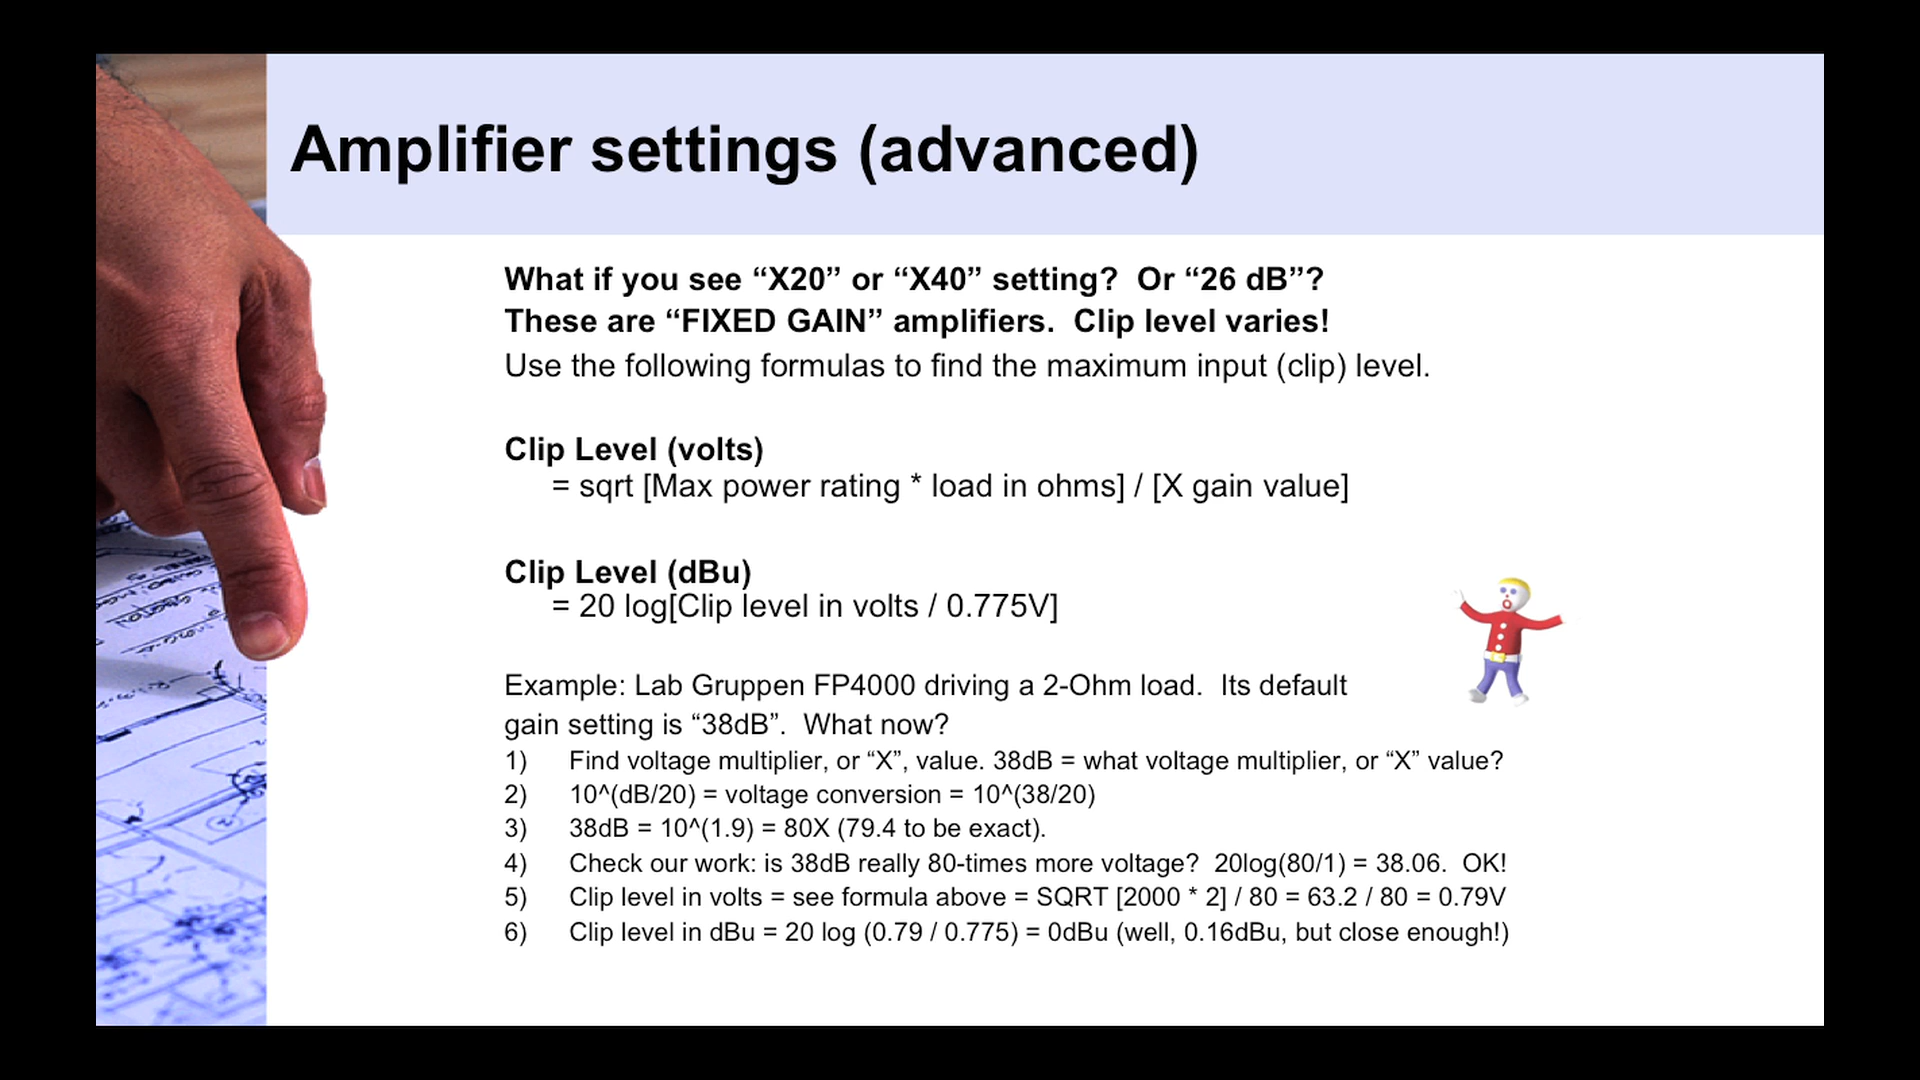 Amplifier settings (advanced)
What if you see “X20” or “X40” setting?  Or “26 dB”?
These are “FIXED GAIN” amplifiers.  Clip level varies!
Use the following formulas to find the maximum input (clip) level.
Clip Level (volts)
= sqrt [Max power rating * load in ohms] / [X gain value]
Clip Level (dBu)
= 20 log[Clip level in volts / 0.775V]
Example: Lab Gruppen FP4000 driving a 2-Ohm load.  Its default
gain setting is “38dB”.  What now?
1) Find voltage multiplier, or “X”, value. 38dB = what voltage multiplier, or “X” value?
2) 10^(dB/20) = voltage conversion = 10^(38/20)
3) 38dB = 10^(1.9) = 80X (79.4 to be exact).
4) Check our work: is 38dB really 80-times more voltage?  20log(80/1) = 38.06.  OK!
5) Clip level in volts = see formula above = SQRT [2000 * 2] / 80 = 63.2 / 80 = 0.79V
6) Clip level in dBu = 20 log (0.79 / 0.775) = 0dBu (well, 0.16dBu, but close enough!)